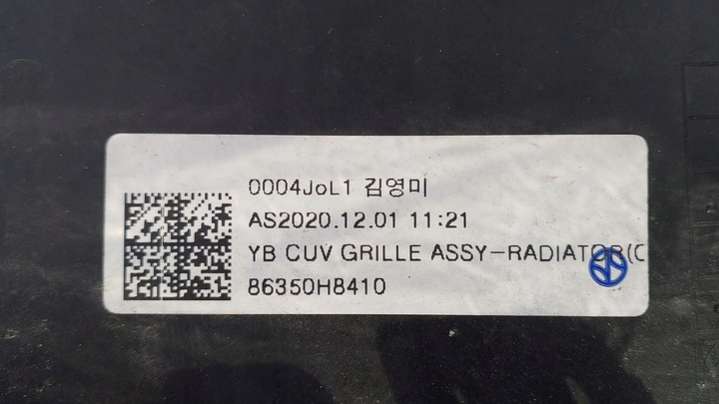 0004JoL1 김영미
AS2020.12.01 11:21
YB CUV GRILLE ASSY-RADIATOR(C
86350H8410